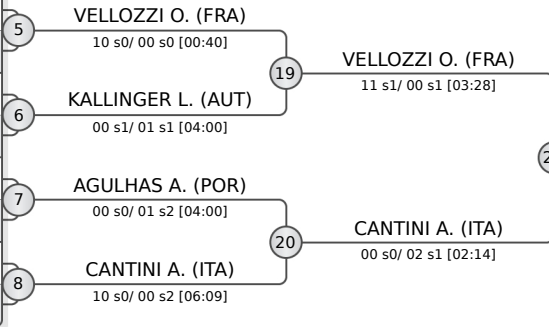 VELLOZZI O. (FRA)
5
10 s0/ 00 s0 [00:40]
19
VELLOZZI O. (FRA)
11 s1/ 00 s1 [03:28]
KALLINGER L. (AUT)
6
00 s1/ 01 s1 [04:00]
AGULHAS A. (POR)
7
00 s0/ 01 s2 [04:00]
20
CANTINI A. (ITA)
00 s0/ 02 s1 [02:14]
CANTINI A. (ITA)
8
10 s0/ 00 s2 [06:09]